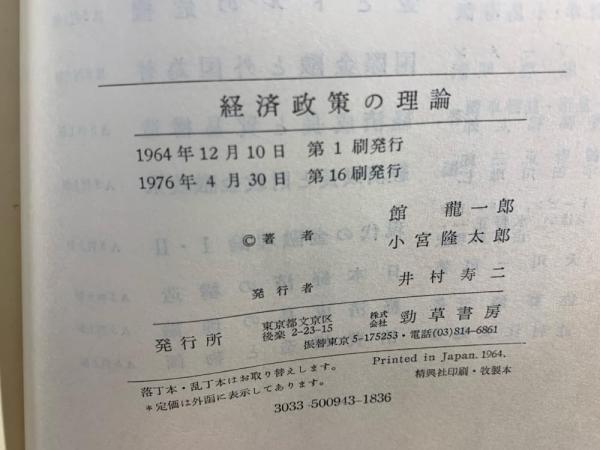 経済政策の理論
1964年12月10日 第1刷発行
1976年4月30日 第16刷発行
©著者 館龍一郎
小宮隆太郎
発行者 井村寿二
発行所 東京都文京区後楽2-23-15 株式会社 勁草書房
振替東京5-175253・電話(03)814-6861
落丁本・乱丁本はお取り替えします。
*定価は外函に表示してあります。
Printed in Japan. 1964.
精興社印刷・牧製本
3033-500943-1836